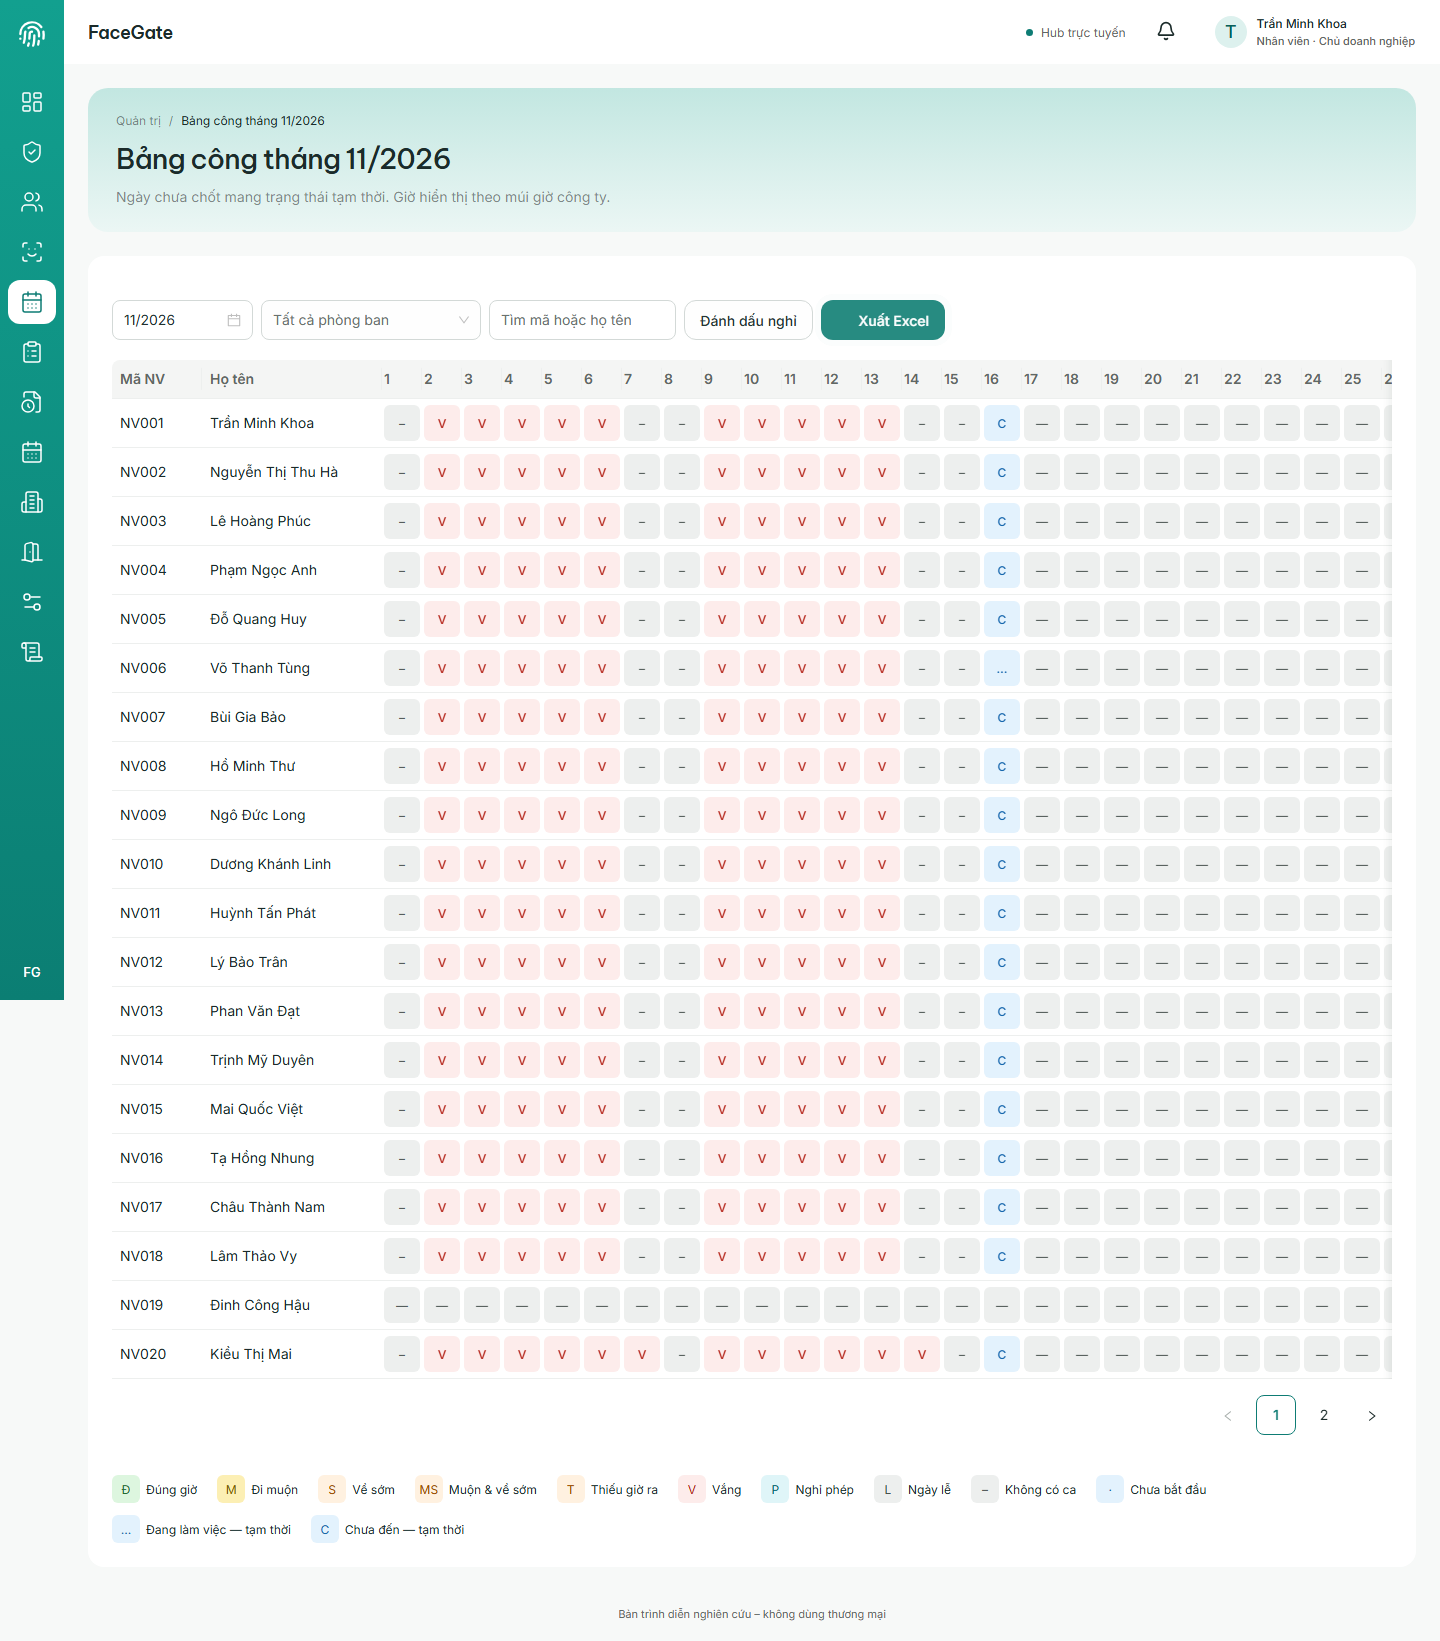 FaceGate
Hub trực tuyến
T
Trần Minh Khoa
Nhân viên · Chủ doanh nghiệp
Quản trị / Bảng công tháng 11/2026
Bảng công tháng 11/2026
Ngày chưa chốt mang trạng thái tạm thời. Giờ hiển thị theo múi giờ công ty.
11/2026 Tất cả phòng ban Tìm mã hoặc họ tên Đánh dấu nghỉ Xuất Excel
Mã NV Họ tên 1 2 3 4 5 6 7 8 9 10 11 12 13 14 15 16 17 18 19 20 21 22 23 24 25 2
NV001 Trần Minh Khoa – V V V V V – – V V V V V – – C — — — — — — — — —
NV002 Nguyễn Thị Thu Hà – V V V V V – – V V V V V – – C — — — — — — — — —
NV003 Lê Hoàng Phúc – V V V V V – – V V V V V – – C — — — — — — — — —
NV004 Phạm Ngọc Anh – V V V V V – – V V V V V – – C — — — — — — — — —
NV005 Đỗ Quang Huy – V V V V V – – V V V V V – – C — — — — — — — — —
NV006 Võ Thanh Tùng – V V V V V – – V V V V V – – … — — — — — — — — —
NV007 Bùi Gia Bảo – V V V V V – – V V V V V – – C — — — — — — — — —
NV008 Hồ Minh Thư – V V V V V – – V V V V V – – C — — — — — — — — —
NV009 Ngô Đức Long – V V V V V – – V V V V V – – C — — — — — — — — —
NV010 Dương Khánh Linh – V V V V V – – V V V V V – – C — — — — — — — — —
NV011 Huỳnh Tấn Phát – V V V V V – – V V V V V – – C — — — — — — — — —
NV012 Lý Bảo Trân – V V V V V – – V V V V V – – C — — — — — — — — —
NV013 Phan Văn Đạt – V V V V V – – V V V V V – – C — — — — — — — — —
NV014 Trịnh Mỹ Duyên – V V V V V – – V V V V V – – C — — — — — — — — —
NV015 Mai Quốc Việt – V V V V V – – V V V V V – – C — — — — — — — — —
NV016 Tạ Hồng Nhung – V V V V V – – V V V V V – – C — — — — — — — — —
NV017 Châu Thành Nam – V V V V V – – V V V V V – – C — — — — — — — — —
NV018 Lâm Thảo Vy – V V V V V – – V V V V V – – C — — — — — — — — —
NV019 Đinh Công Hậu — — — — — — — — — — — — — — — — — — — — — — — — —
NV020 Kiều Thị Mai – V V V V V V – V V V V V V – C — — — — — — — — —
1 2
Đ Đúng giờ M Đi muộn S Về sớm MS Muộn & về sớm T Thiếu giờ ra V Vắng P Nghỉ phép L Ngày lễ – Không có ca · Chưa bắt đầu
… Đang làm việc — tạm thời C Chưa đến — tạm thời
FG
Bản trình diễn nghiên cứu – không dùng thương mại